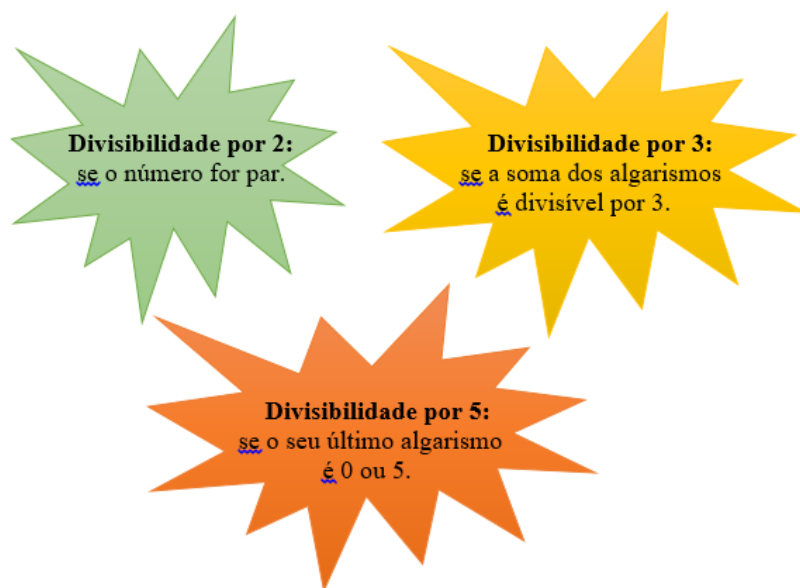 Divisibilidade por 2:
se o número for par.
Divisibilidade por 3:
se a soma dos algarismos
é divisível por 3.
Divisibilidade por 5:
se o seu último algarismo
é 0 ou 5.